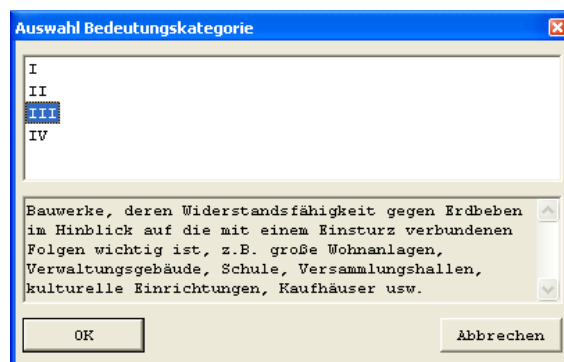 Auswahl Bedeutungskategorie
I
II
III
IV
Bauwerke, deren Widerstandsfähigkeit gegen Erdbeben
im Hinblick auf die mit einem Einsturz verbundenen
Folgen wichtig ist, z.B. große Wohnanlagen,
Verwaltungsgebäude, Schule, Versammlungshallen,
kulturelle Einrichtungen, Kaufhäuser usw.
OK Abbrechen